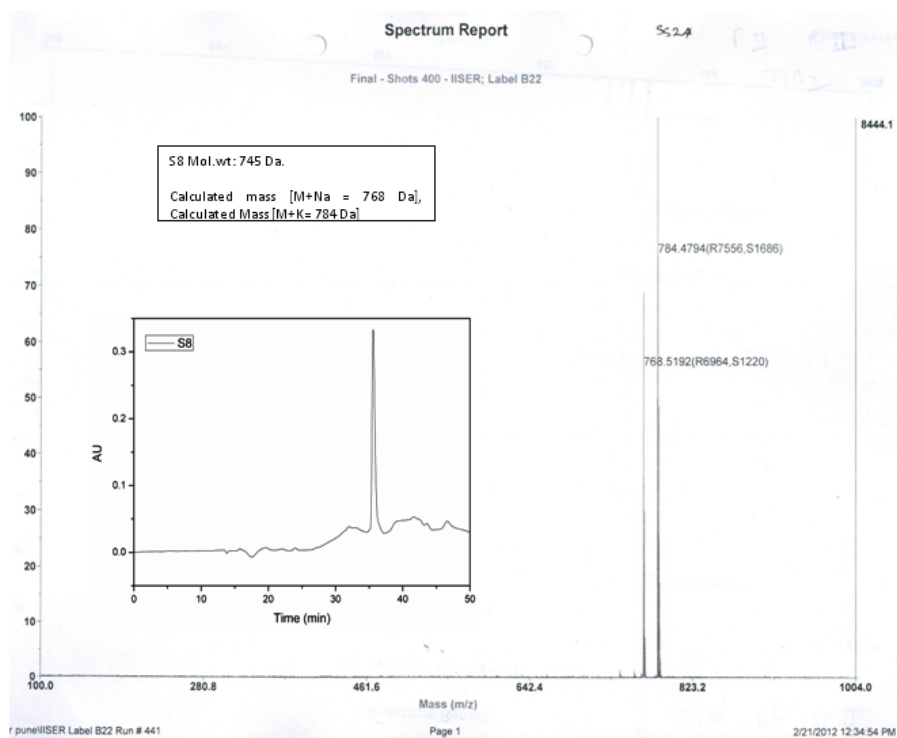 Spectrum Report
SS2A
Final - Shots 400 - IISER; Label B22
100
8444.1
S8 Mol.wt: 745 Da.
Calculated mass [M+Na = 768 Da],
Calculated Mass [M+K= 784 Da]
90
80
784.4794(R7556,S1686)
70
60
768.5192(R6964,S1220)
50
40
30
20
10
0
S8
AU
0.3
0.2
0.1
0.0
0 10 20 30 40 50
Time (min)
100.0 280.8 461.6 642.4 823.2 1004.0
Mass (m/z)
r pune\IISER Label B22 Run # 441
Page 1
2/21/2012 12:34:54 PM